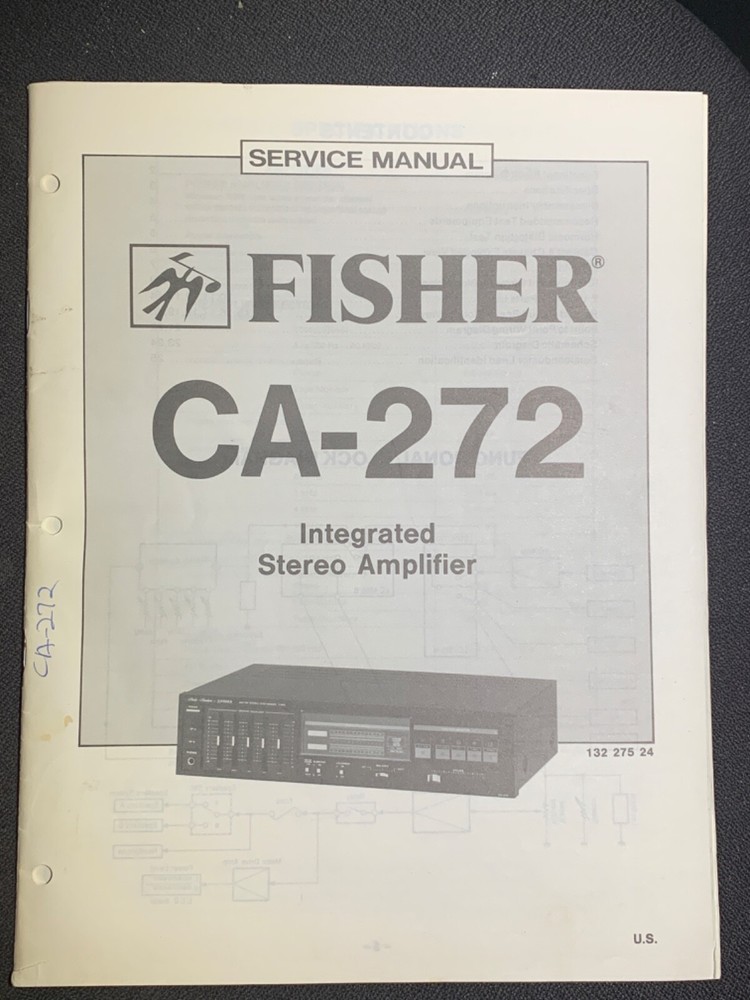 SERVICE MANUAL
FISHER®
CA-272
Integrated
Stereo Amplifier
132 275 24
CA-272
U.S.